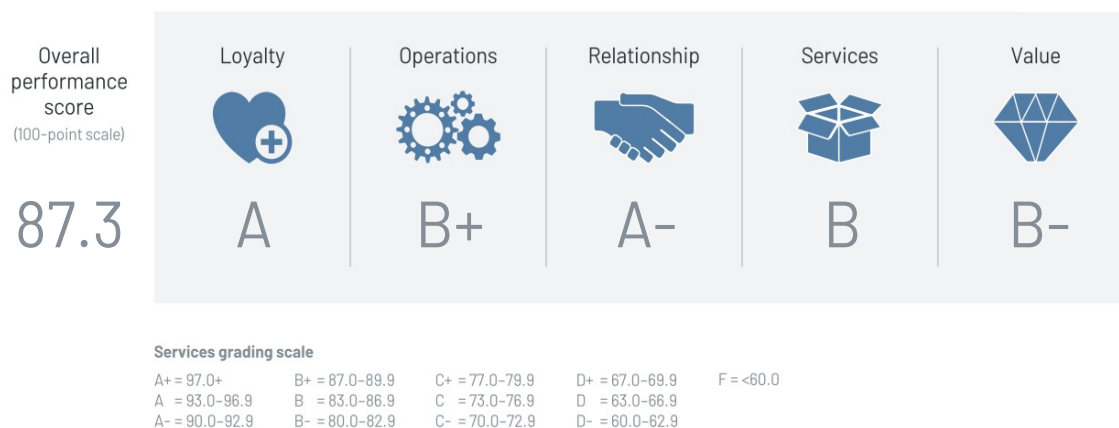 Overall
performance
score
(100-point scale)
87.3
Loyalty
A
Operations
B+
Relationship
A-
Services
B
Value
B-
Services grading scale
A+ = 97.0+
A = 93.0-96.9
A- = 90.0-92.9
B+ = 87.0-89.9
B = 83.0-86.9
B- = 80.0-82.9
C+ = 77.0-79.9
C = 73.0-76.9
C- = 70.0-72.9
D+ = 67.0-69.9
D = 63.0-66.9
D- = 60.0-62.9
F = <60.0